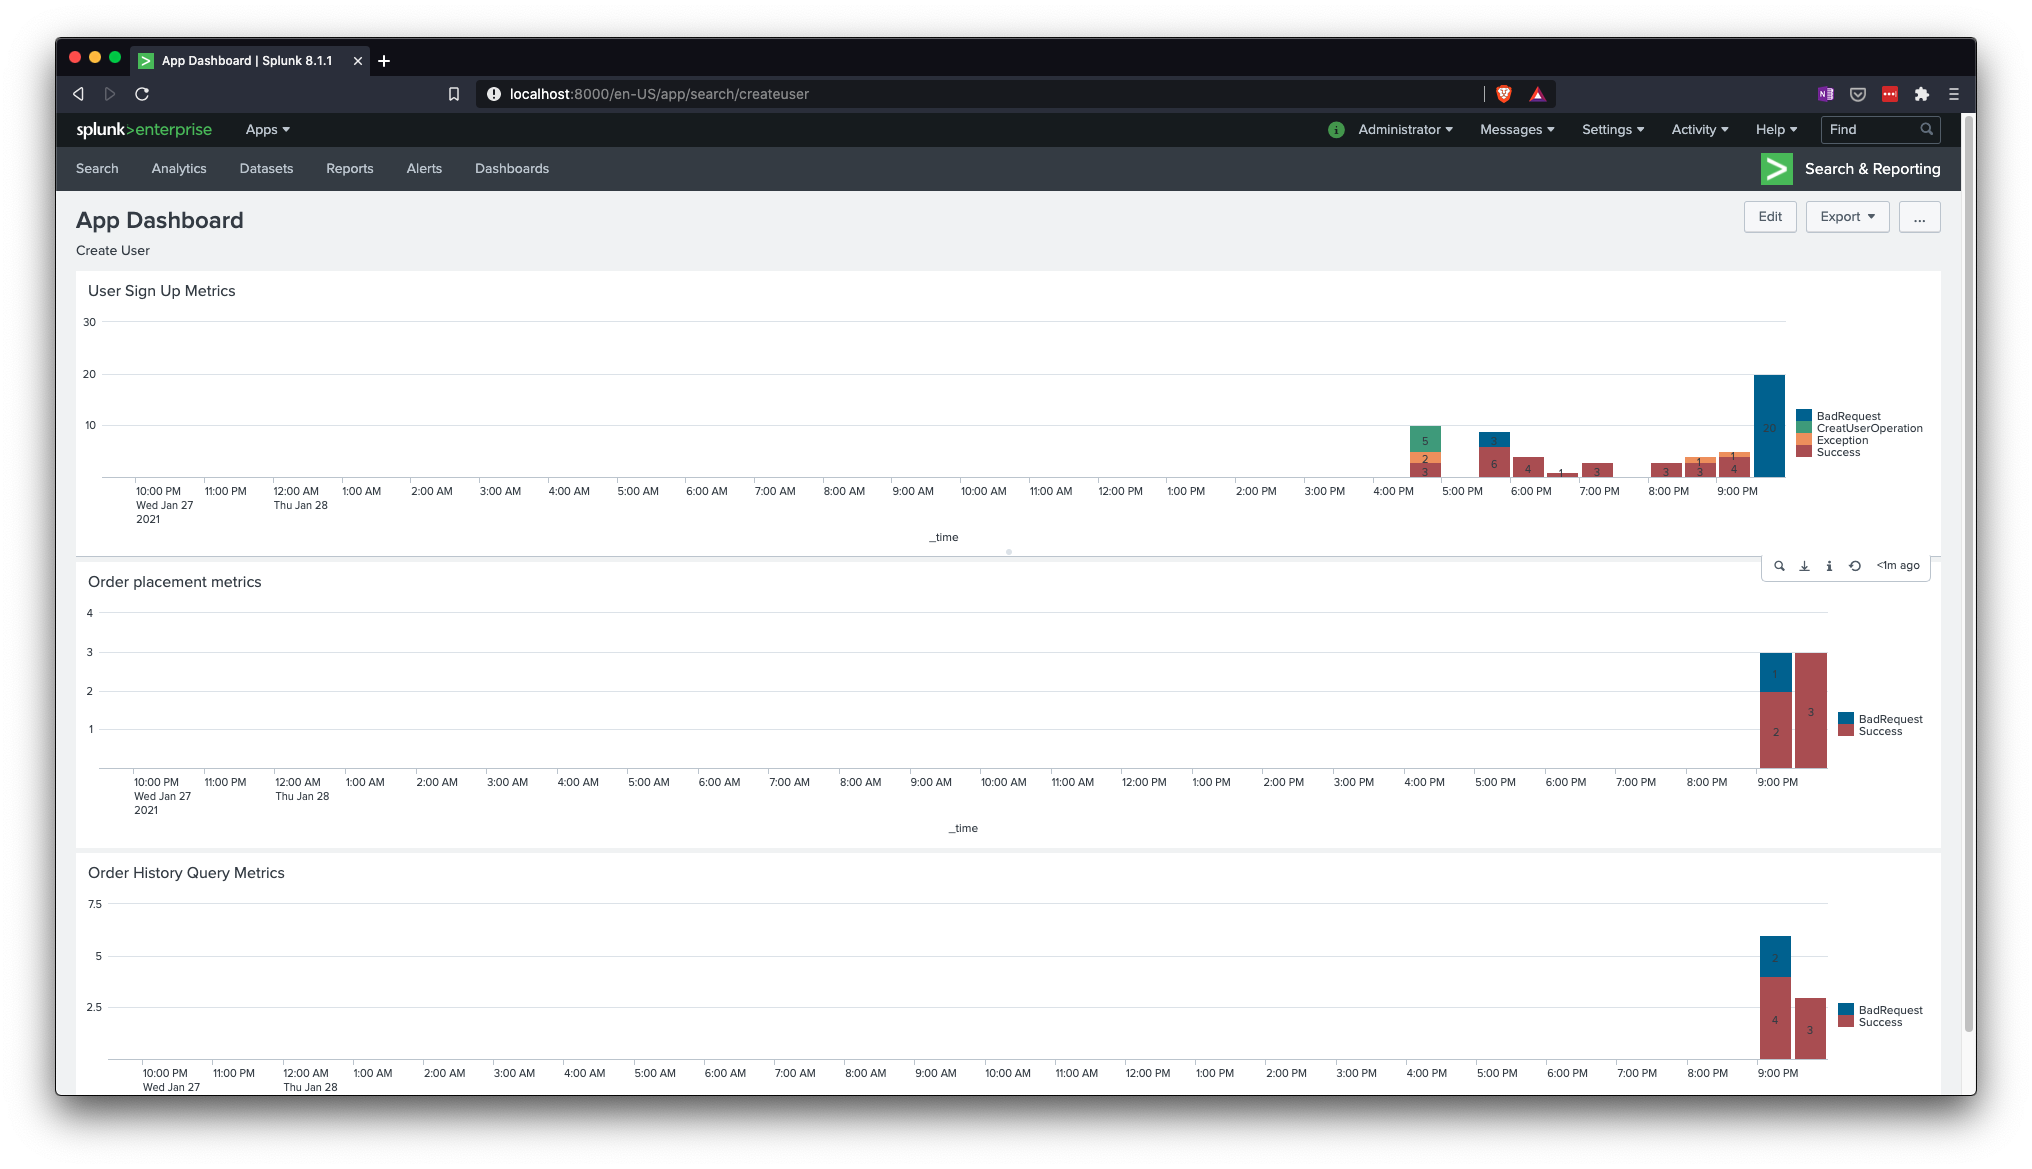 App Dashboard | Splunk 8.1.1
localhost:8000/en-US/app/search/createuser
splunk>enterprise Apps Administrator Messages Settings Activity Help Find
Search Analytics Datasets Reports Alerts Dashboards Search & Reporting
App Dashboard Edit Export ...
Create User
User Sign Up Metrics
30
20
10
5
2
3
3
6
4
1
3
3
1
3
1
4
20
BadRequest
CreatUserOperation
Exception
Success
10:00 PM 11:00 PM 12:00 AM 1:00 AM 2:00 AM 3:00 AM 4:00 AM 5:00 AM 6:00 AM 7:00 AM 8:00 AM 9:00 AM 10:00 AM 11:00 AM 12:00 PM 1:00 PM 2:00 PM 3:00 PM 4:00 PM 5:00 PM 6:00 PM 7:00 PM 8:00 PM 9:00 PM
Wed Jan 27 Thu Jan 28
2021
_time
<1m ago
Order placement metrics
4
3
2
1
1
2
3
BadRequest
Success
10:00 PM 11:00 PM 12:00 AM 1:00 AM 2:00 AM 3:00 AM 4:00 AM 5:00 AM 6:00 AM 7:00 AM 8:00 AM 9:00 AM 10:00 AM 11:00 AM 12:00 PM 1:00 PM 2:00 PM 3:00 PM 4:00 PM 5:00 PM 6:00 PM 7:00 PM 8:00 PM 9:00 PM
Wed Jan 27 Thu Jan 28
2021
_time
Order History Query Metrics
7.5
5
2.5
2
4
3
BadRequest
Success
10:00 PM 11:00 PM 12:00 AM 1:00 AM 2:00 AM 3:00 AM 4:00 AM 5:00 AM 6:00 AM 7:00 AM 8:00 AM 9:00 AM 10:00 AM 11:00 AM 12:00 PM 1:00 PM 2:00 PM 3:00 PM 4:00 PM 5:00 PM 6:00 PM 7:00 PM 8:00 PM 9:00 PM
Wed Jan 27 Thu Jan 28